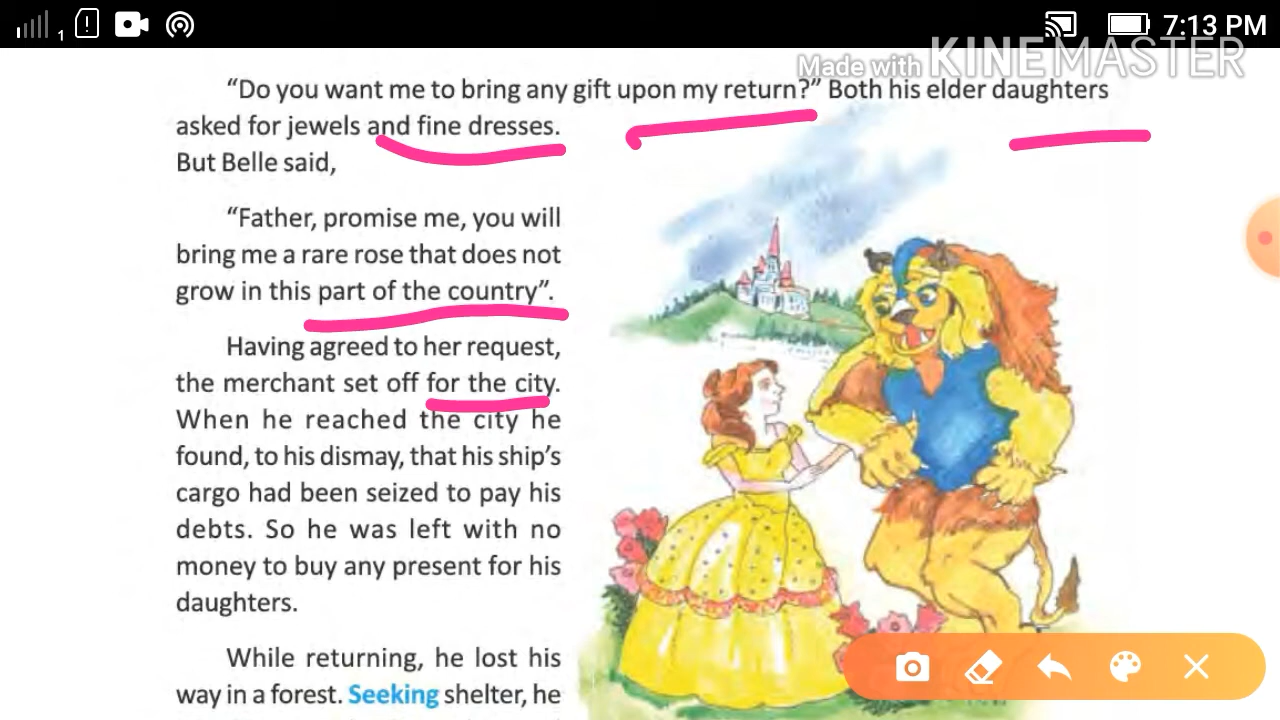 1
7:13 PM
Made with KINEMASTER
“Do you want me to bring any gift upon my return?” Both his elder daughters
asked for jewels and fine dresses.
But Belle said,
“Father, promise me, you will
bring me a rare rose that does not
grow in this part of the country”.
Having agreed to her request,
the merchant set off for the city.
When he reached the city he
found, to his dismay, that his ship’s
cargo had been seized to pay his
debts. So he was left with no
money to buy any present for his
daughters.
While returning, he lost his
way in a forest. Seeking shelter, he